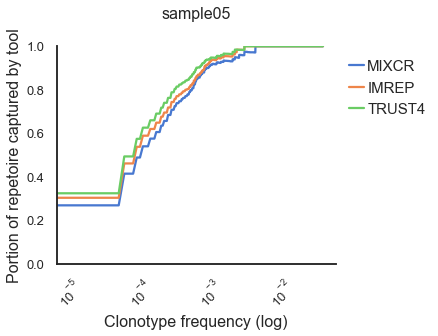 sample05
Portion of repetoire captured by tool
1.0
0.8
0.6
0.4
0.2
0.0
10⁻⁵
10⁻⁴
10⁻³
10⁻²
Clonotype frequency (log)
MIXCR
IMREP
TRUST4